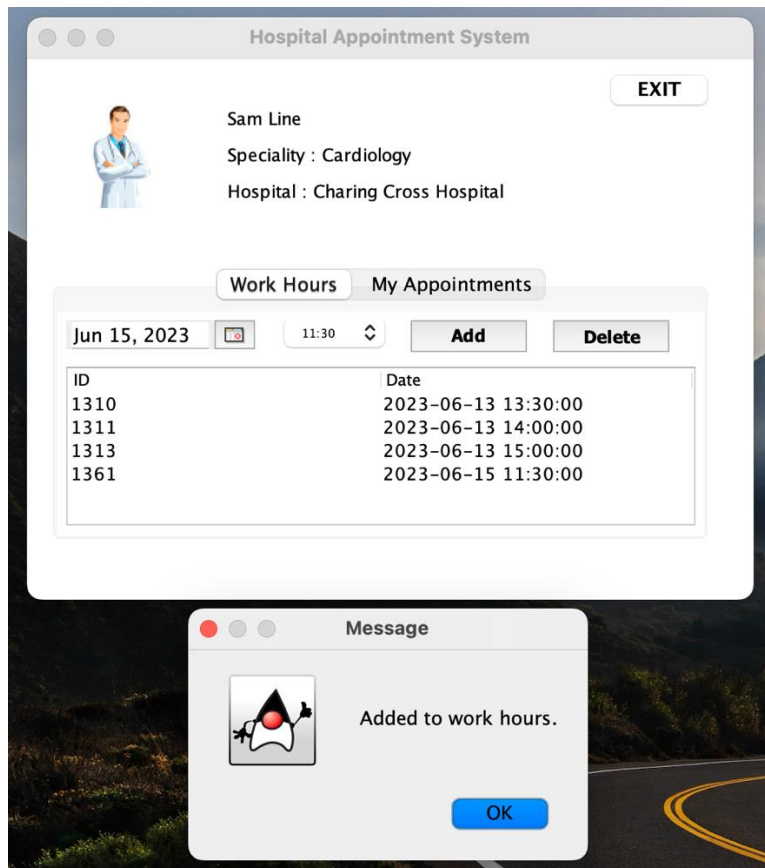 Hospital Appointment System
EXIT
Sam Line
Speciality : Cardiology
Hospital : Charing Cross Hospital
Work Hours My Appointments
Jun 15, 2023 11:30 Add Delete
ID Date
1310 2023-06-13 13:30:00
1311 2023-06-13 14:00:00
1313 2023-06-13 15:00:00
1361 2023-06-15 11:30:00
Message
Added to work hours.
OK